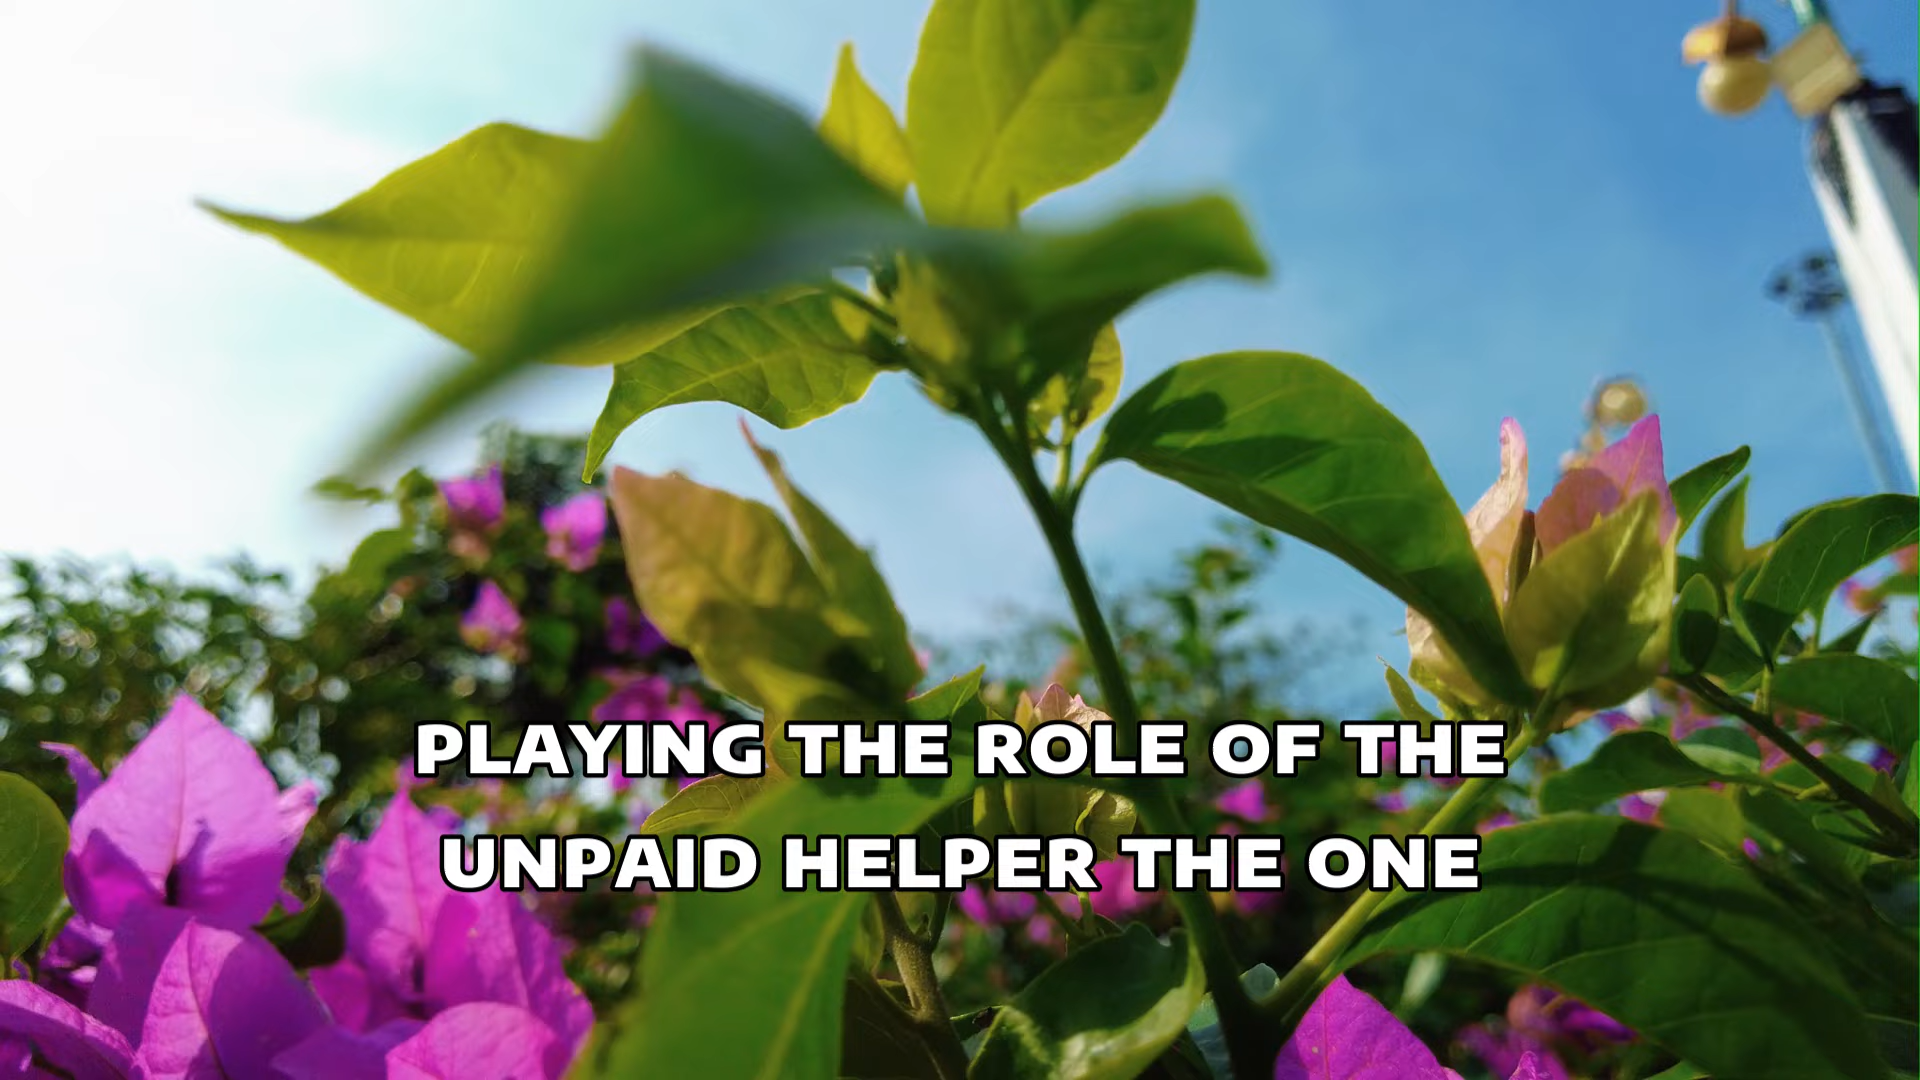 PLAYING THE ROLE OF THE
UNPAID HELPER THE ONE